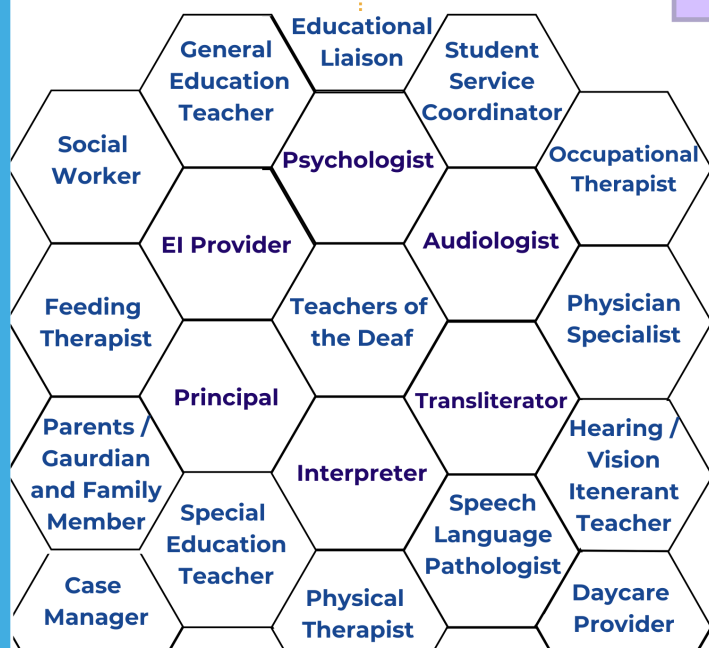 Educational
Liaison
General
Education
Teacher
Student
Service
Coordinator
Social
Worker
Psychologist
Occupational
Therapist
EI Provider
Audiologist
Feeding
Therapist
Teachers of
the Deaf
Physician
Specialist
Principal
Transliterator
Parents /
Gaurdian
and Family
Member
Hearing /
Vision
Itenerant
Teacher
Interpreter
Special
Education
Teacher
Speech
Language
Pathologist
Case
Manager
Physical
Therapist
Daycare
Provider